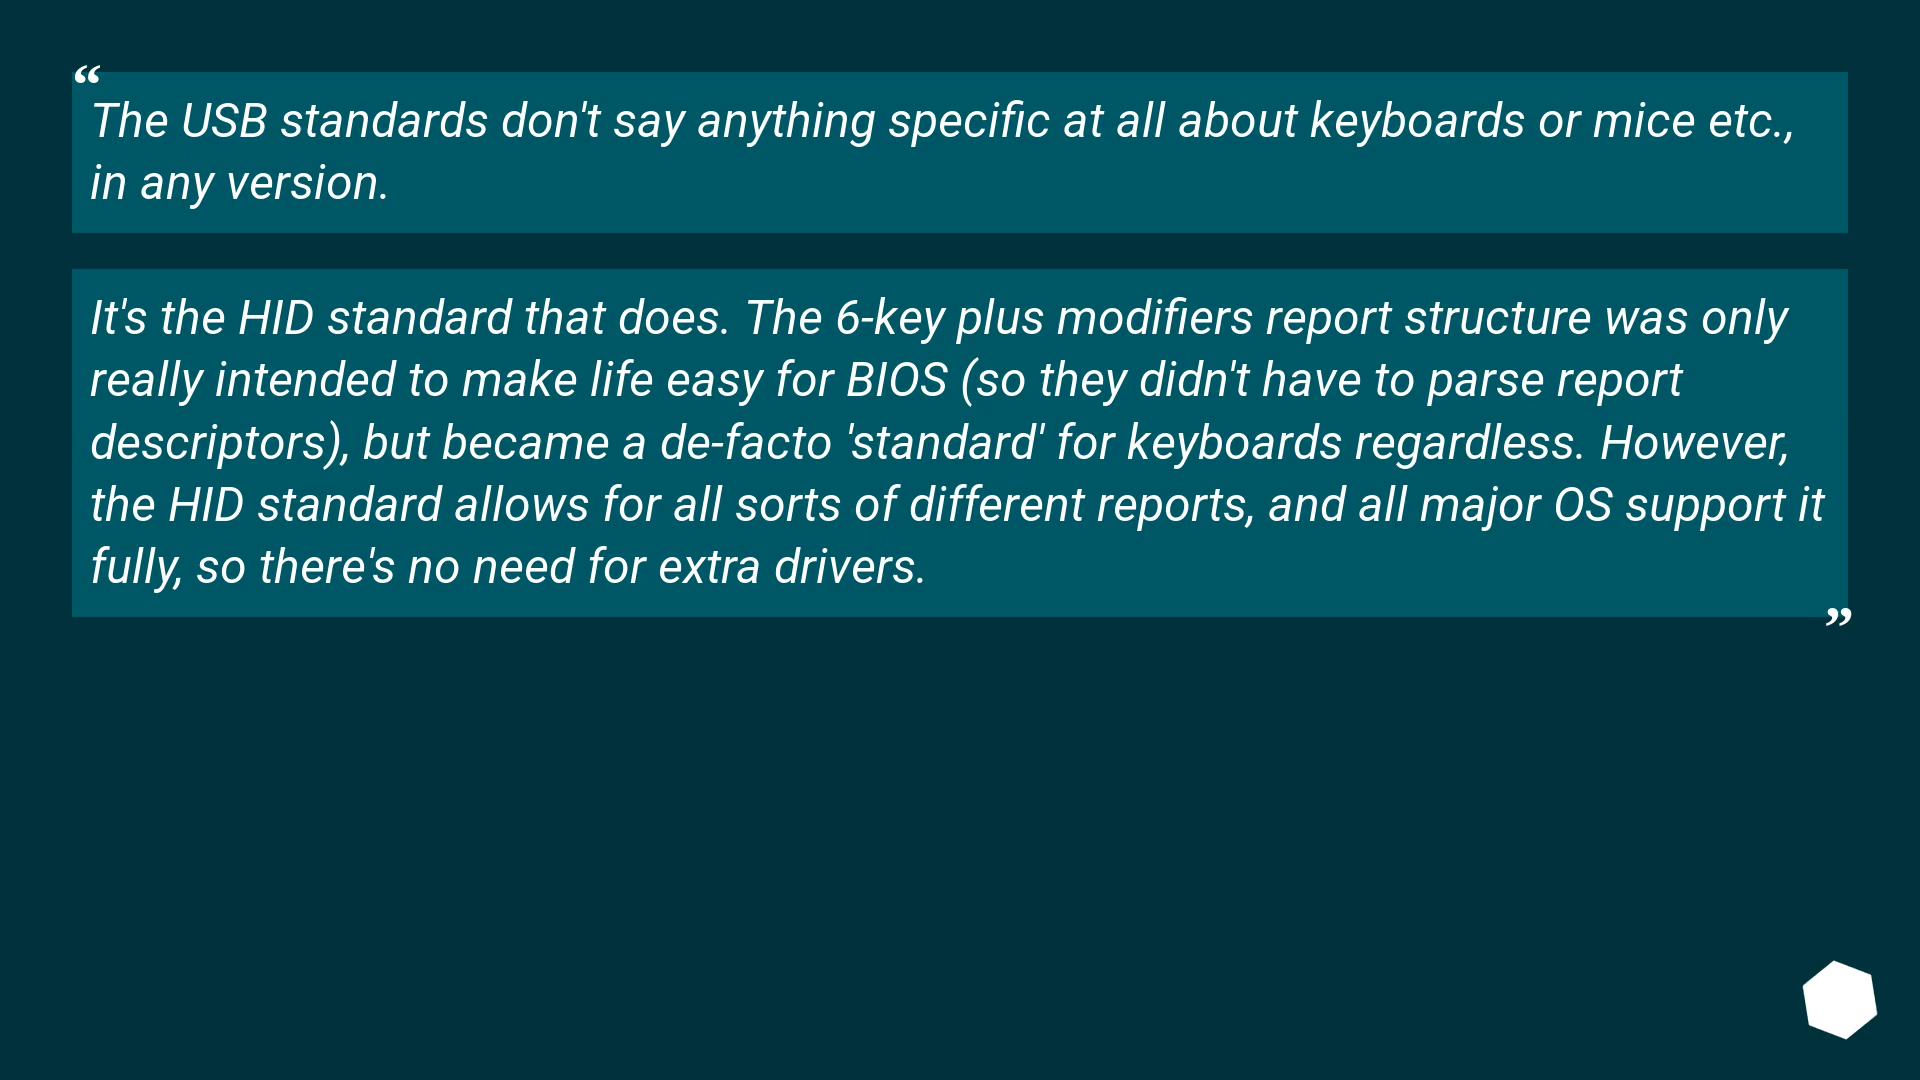 “
The USB standards don't say anything specific at all about keyboards or mice etc.,
in any version.
It's the HID standard that does. The 6-key plus modifiers report structure was only
really intended to make life easy for BIOS (so they didn't have to parse report
descriptors), but became a de-facto 'standard' for keyboards regardless. However,
the HID standard allows for all sorts of different reports, and all major OS support it
fully, so there's no need for extra drivers.
”